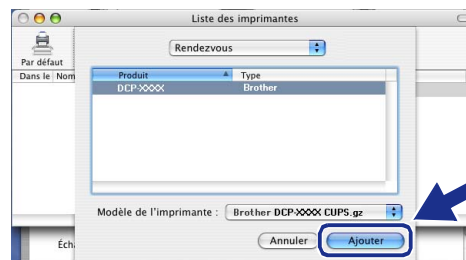 Liste des imprimantes
Par défaut
Rendezvous
Dans le Nom
Produit Type
DCP-XXXX Brother
Modèle de l'imprimante : Brother DCP-XXXX CUPS.gz
Éch
Annuler Ajouter